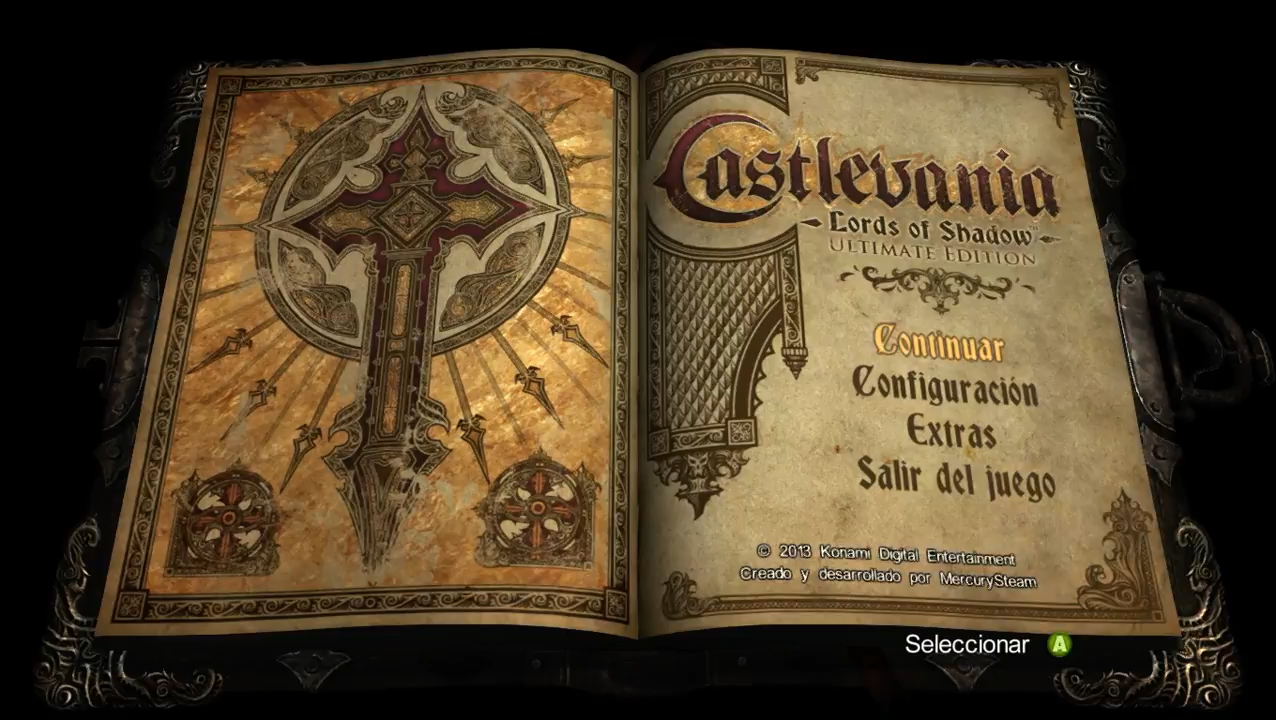 Castlevania
Lords of Shadow™
ULTIMATE EDITION
Continuar
Configuración
Extras
Salir del juego
© 2013 Konami Digital Entertainment
Creado y desarrollado por MercurySteam
Seleccionar A